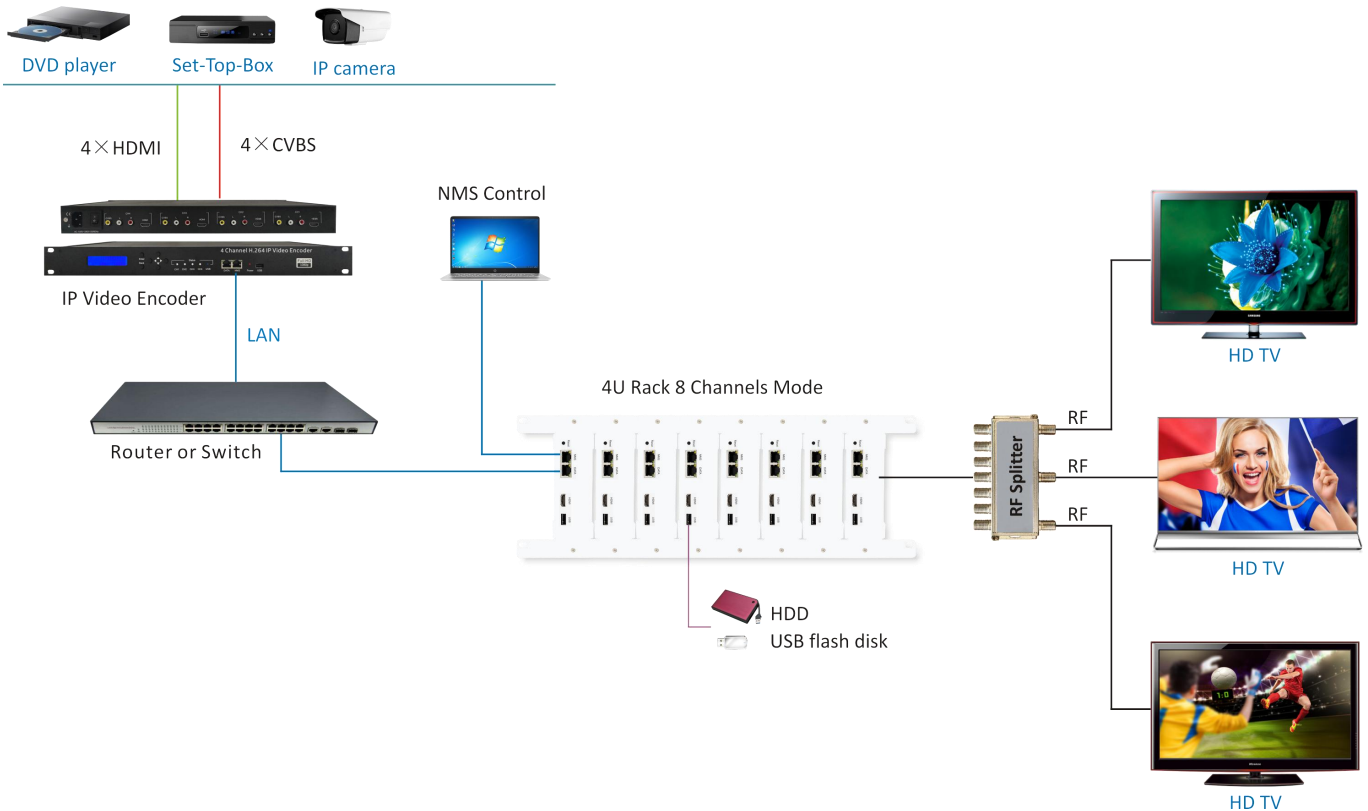 DVD player
Set-Top-Box
IP camera
4×HDMI
4×CVBS
NMS Control
4 Channel H.264 IP Video Encoder
IP Video Encoder
LAN
HD TV
4U Rack 8 Channels Mode
Router or Switch
RF Splitter
RF
RF
RF
HD TV
HDD
USB flash disk
1:0
HD TV